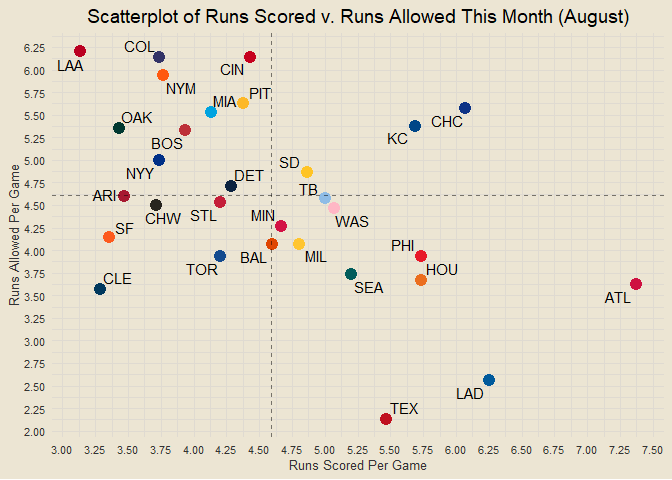 Scatterplot of Runs Scored v. Runs Allowed This Month (August)
Runs Allowed Per Game
6.25
6.00
5.75
5.50
5.25
5.00
4.75
4.50
4.25
4.00
3.75
3.50
3.25
3.00
2.75
2.50
2.25
2.00
LAA
COL
NYM
CIN
PIT
MIA
OAK
BOS
NYY
DET
ARI
CHW
STL
SF
CLE
TOR
MIN
BAL
MIL
SD
TB
WAS
KC
CHC
SEA
PHI
HOU
ATL
LAD
TEX
3.00 3.25 3.50 3.75 4.00 4.25 4.50 4.75 5.00 5.25 5.50 5.75 6.00 6.25 6.50 6.75 7.00 7.25 7.50
Runs Scored Per Game